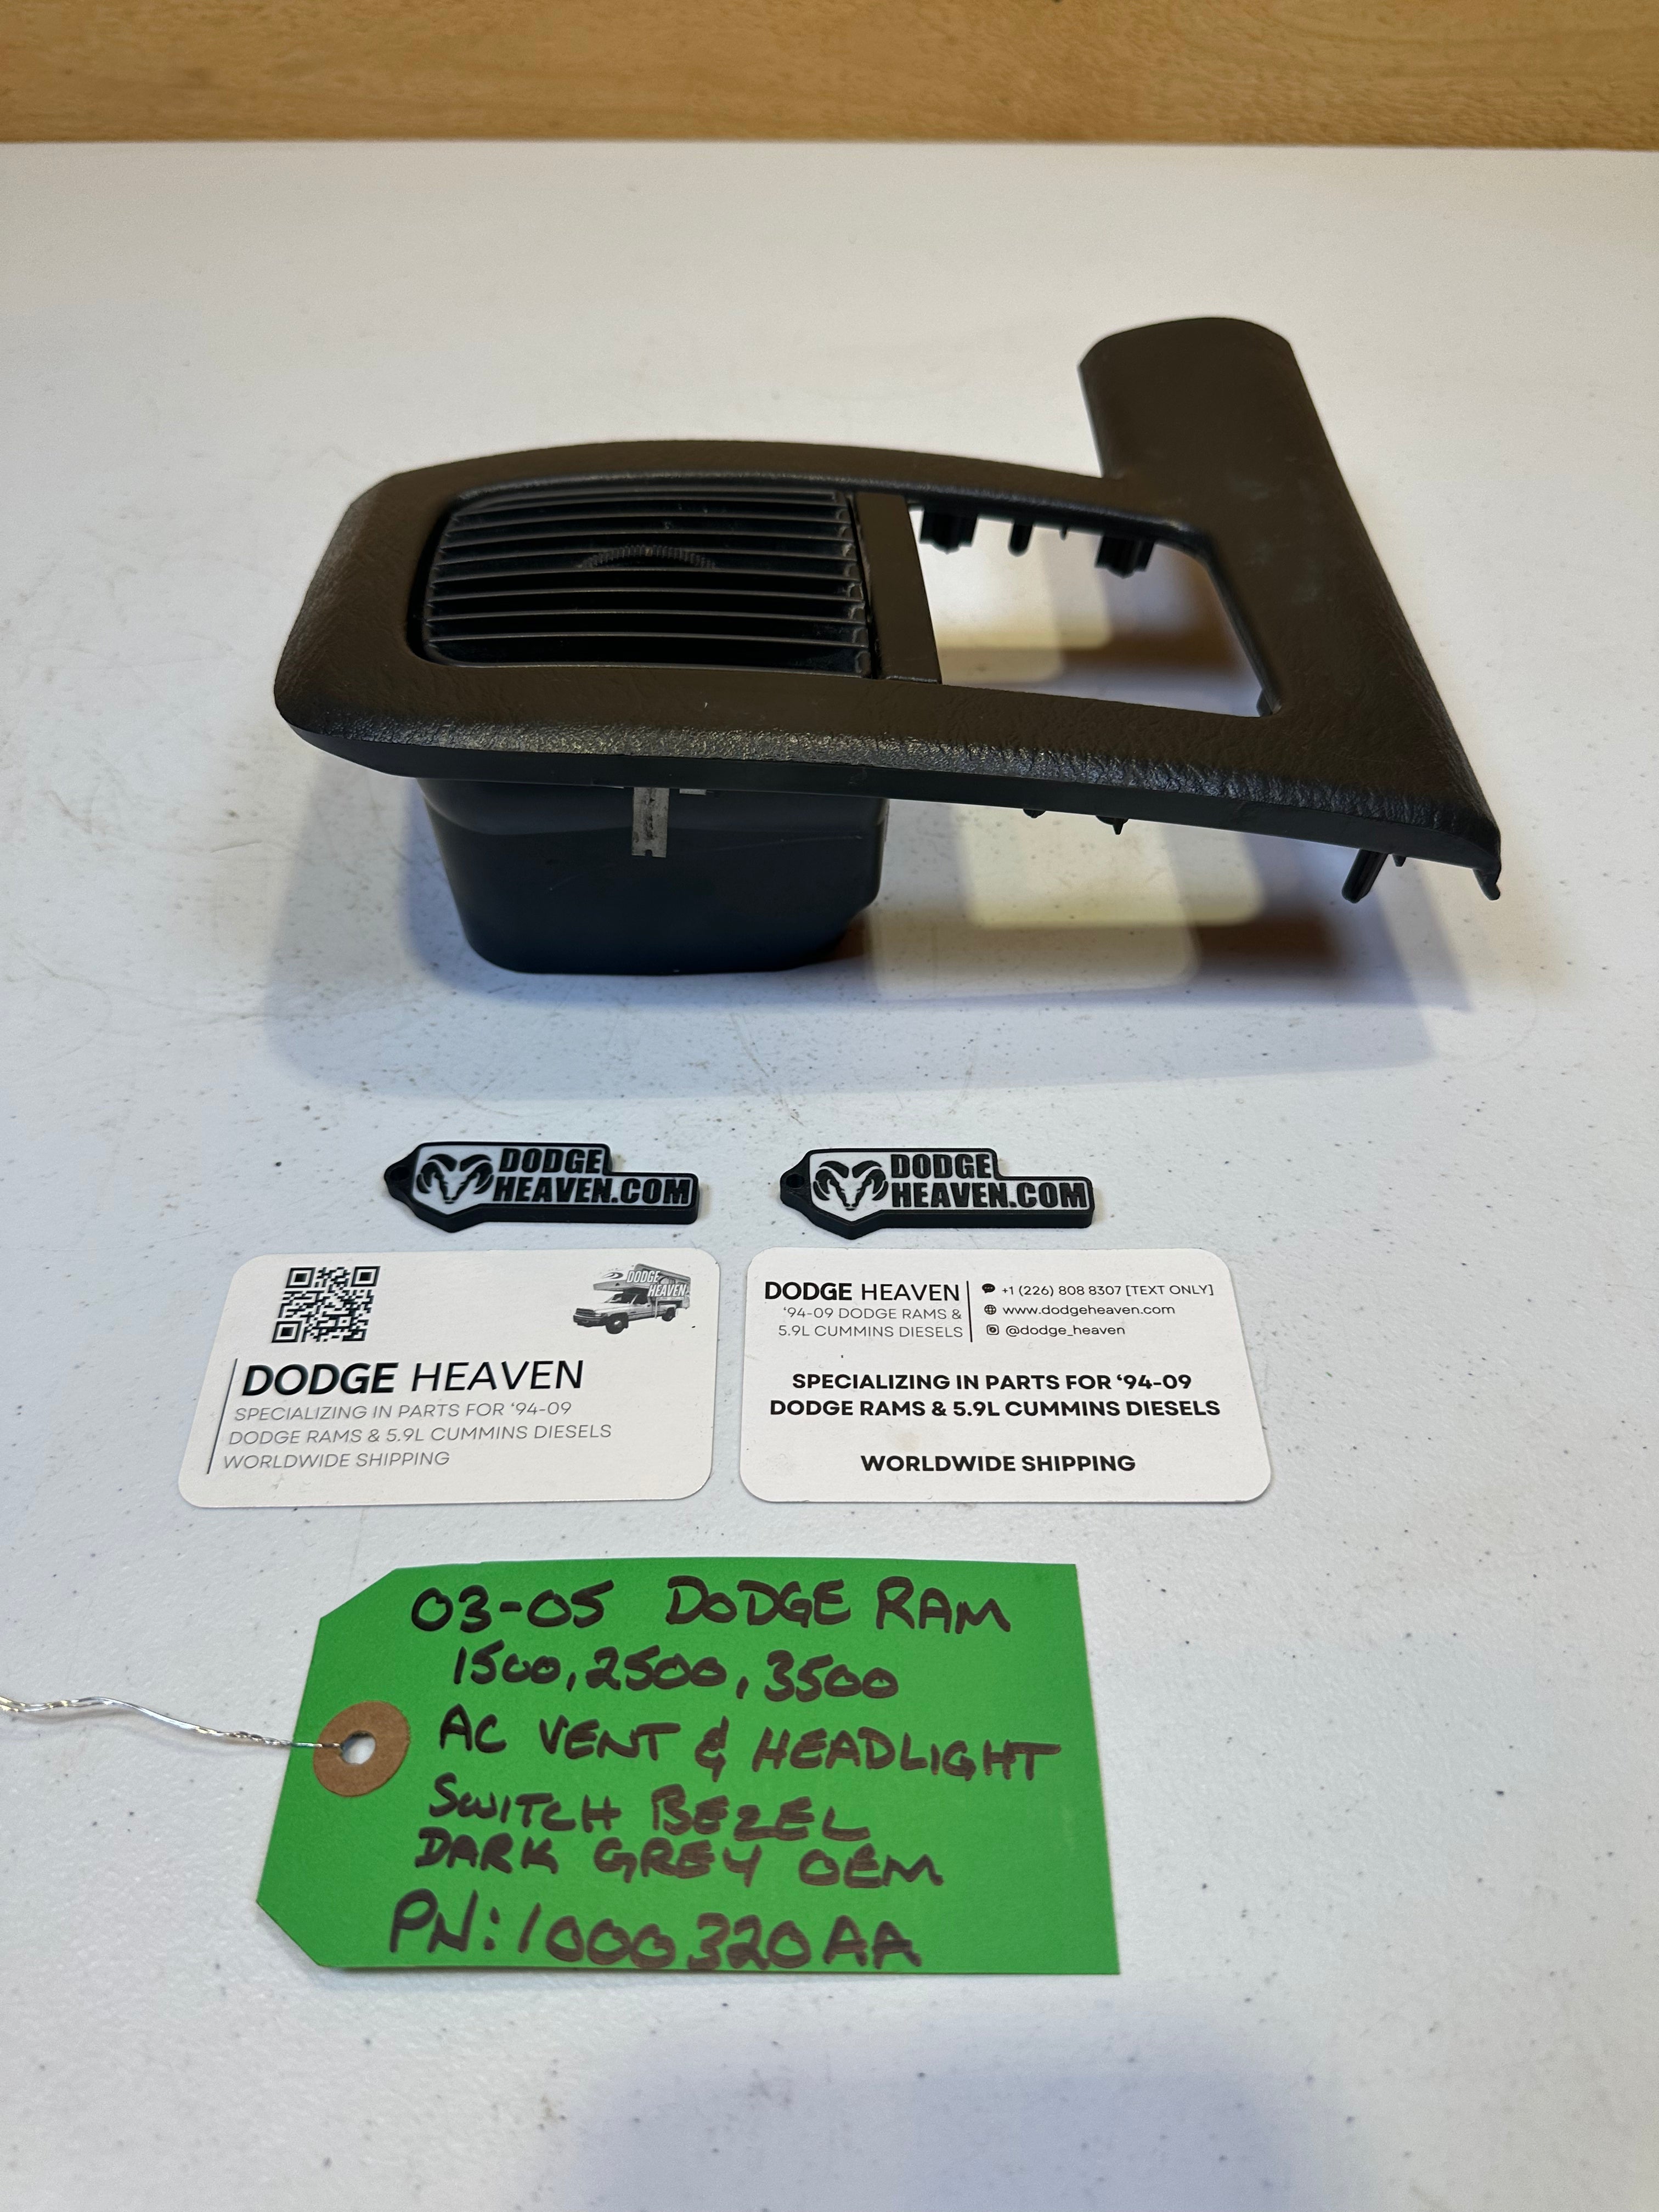 DODGE
HEAVEN.COM
DODGE
HEAVEN.COM
DODGE
HEAVEN
DODGE HEAVEN
SPECIALIZING IN PARTS FOR ‘94-09
DODGE RAMS & 5.9L CUMMINS DIESELS
WORLDWIDE SHIPPING
DODGE HEAVEN
‘94-09 DODGE RAMS &
5.9L CUMMINS DIESELS
+1 (226) 808 8307 [TEXT ONLY]
www.dodgeheaven.com
@dodge_heaven
SPECIALIZING IN PARTS FOR ‘94-09
DODGE RAMS & 5.9L CUMMINS DIESELS
WORLDWIDE SHIPPING
03-05 DODGE RAM
1500, 2500, 3500
AC VENT & HEADLIGHT
SWITCH BEZEL
DARK GREY OEM
PN: 1000320AA